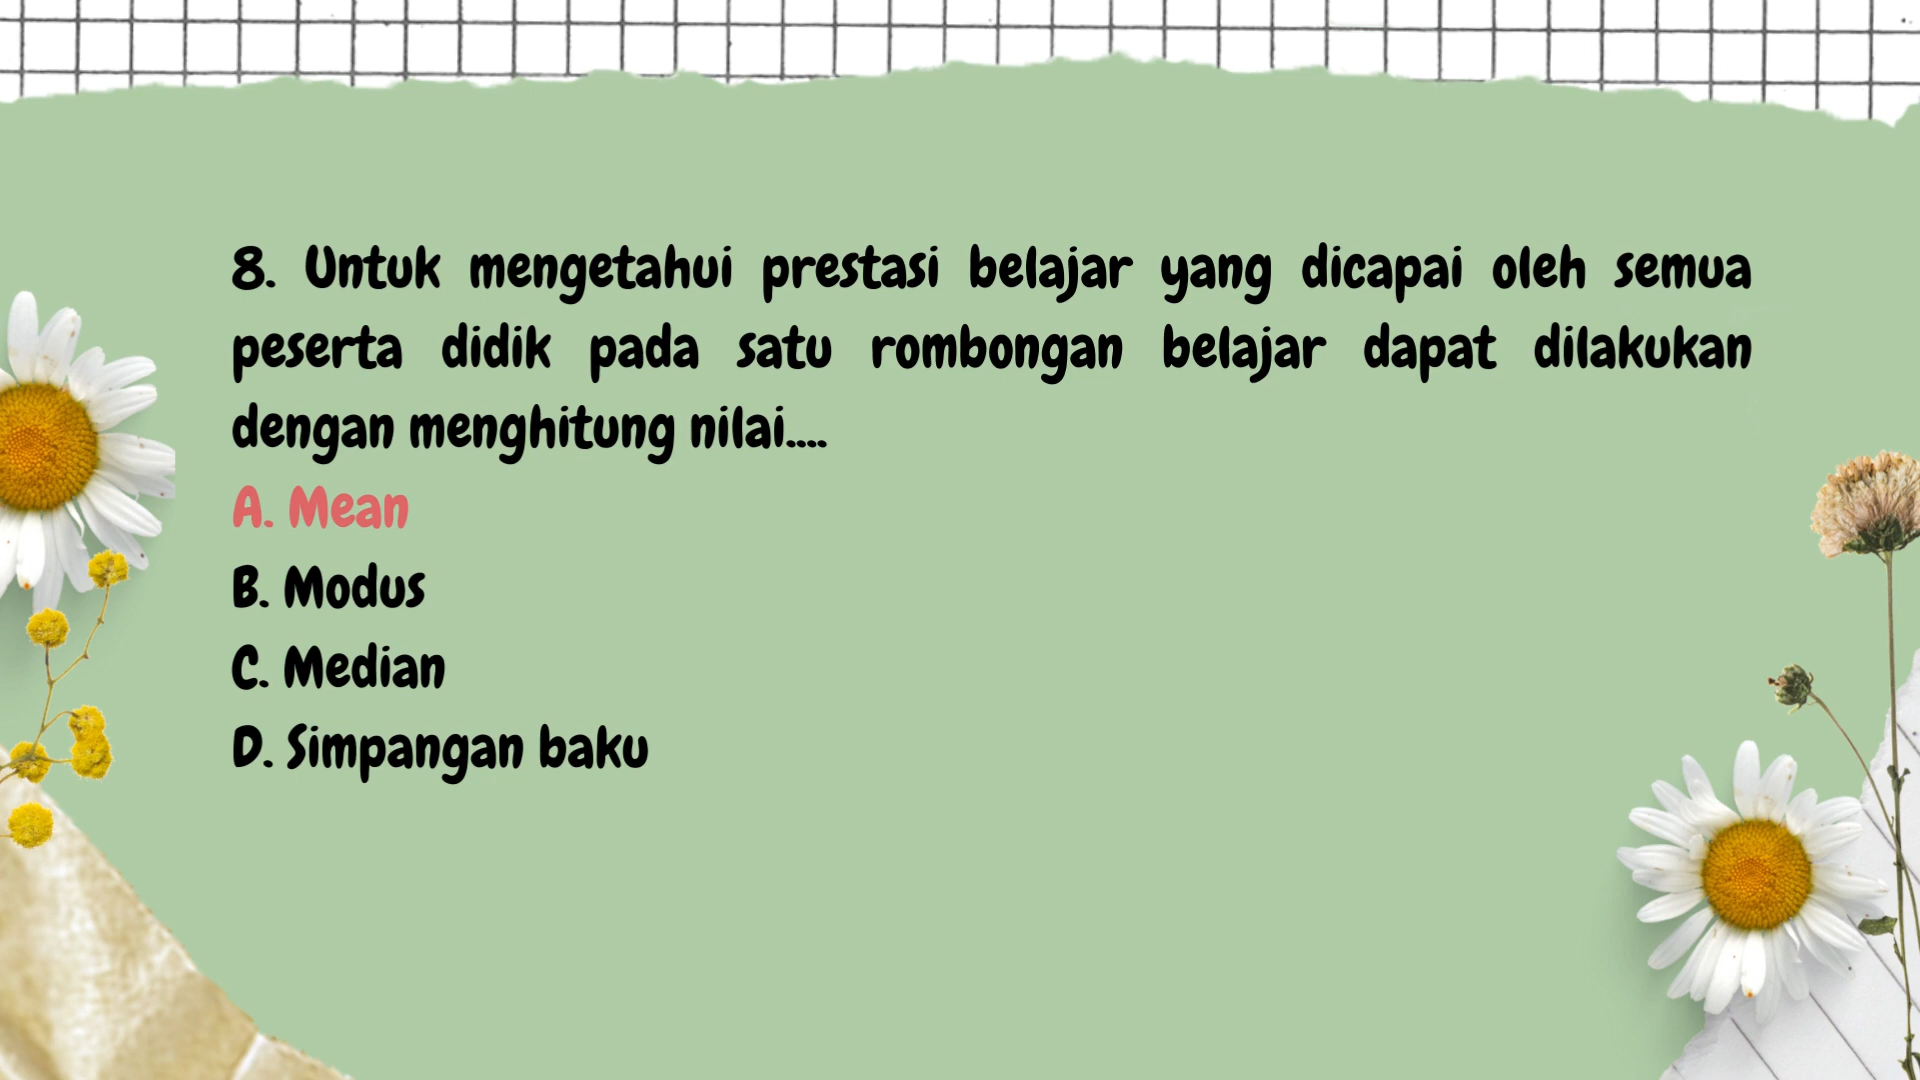 8. Untuk mengetahui prestasi belajar yang dicapai oleh semua
peserta didik pada satu rombongan belajar dapat dilakukan
dengan menghitung nilai....
A. Mean
B. Modus
C. Median
D. Simpangan baku